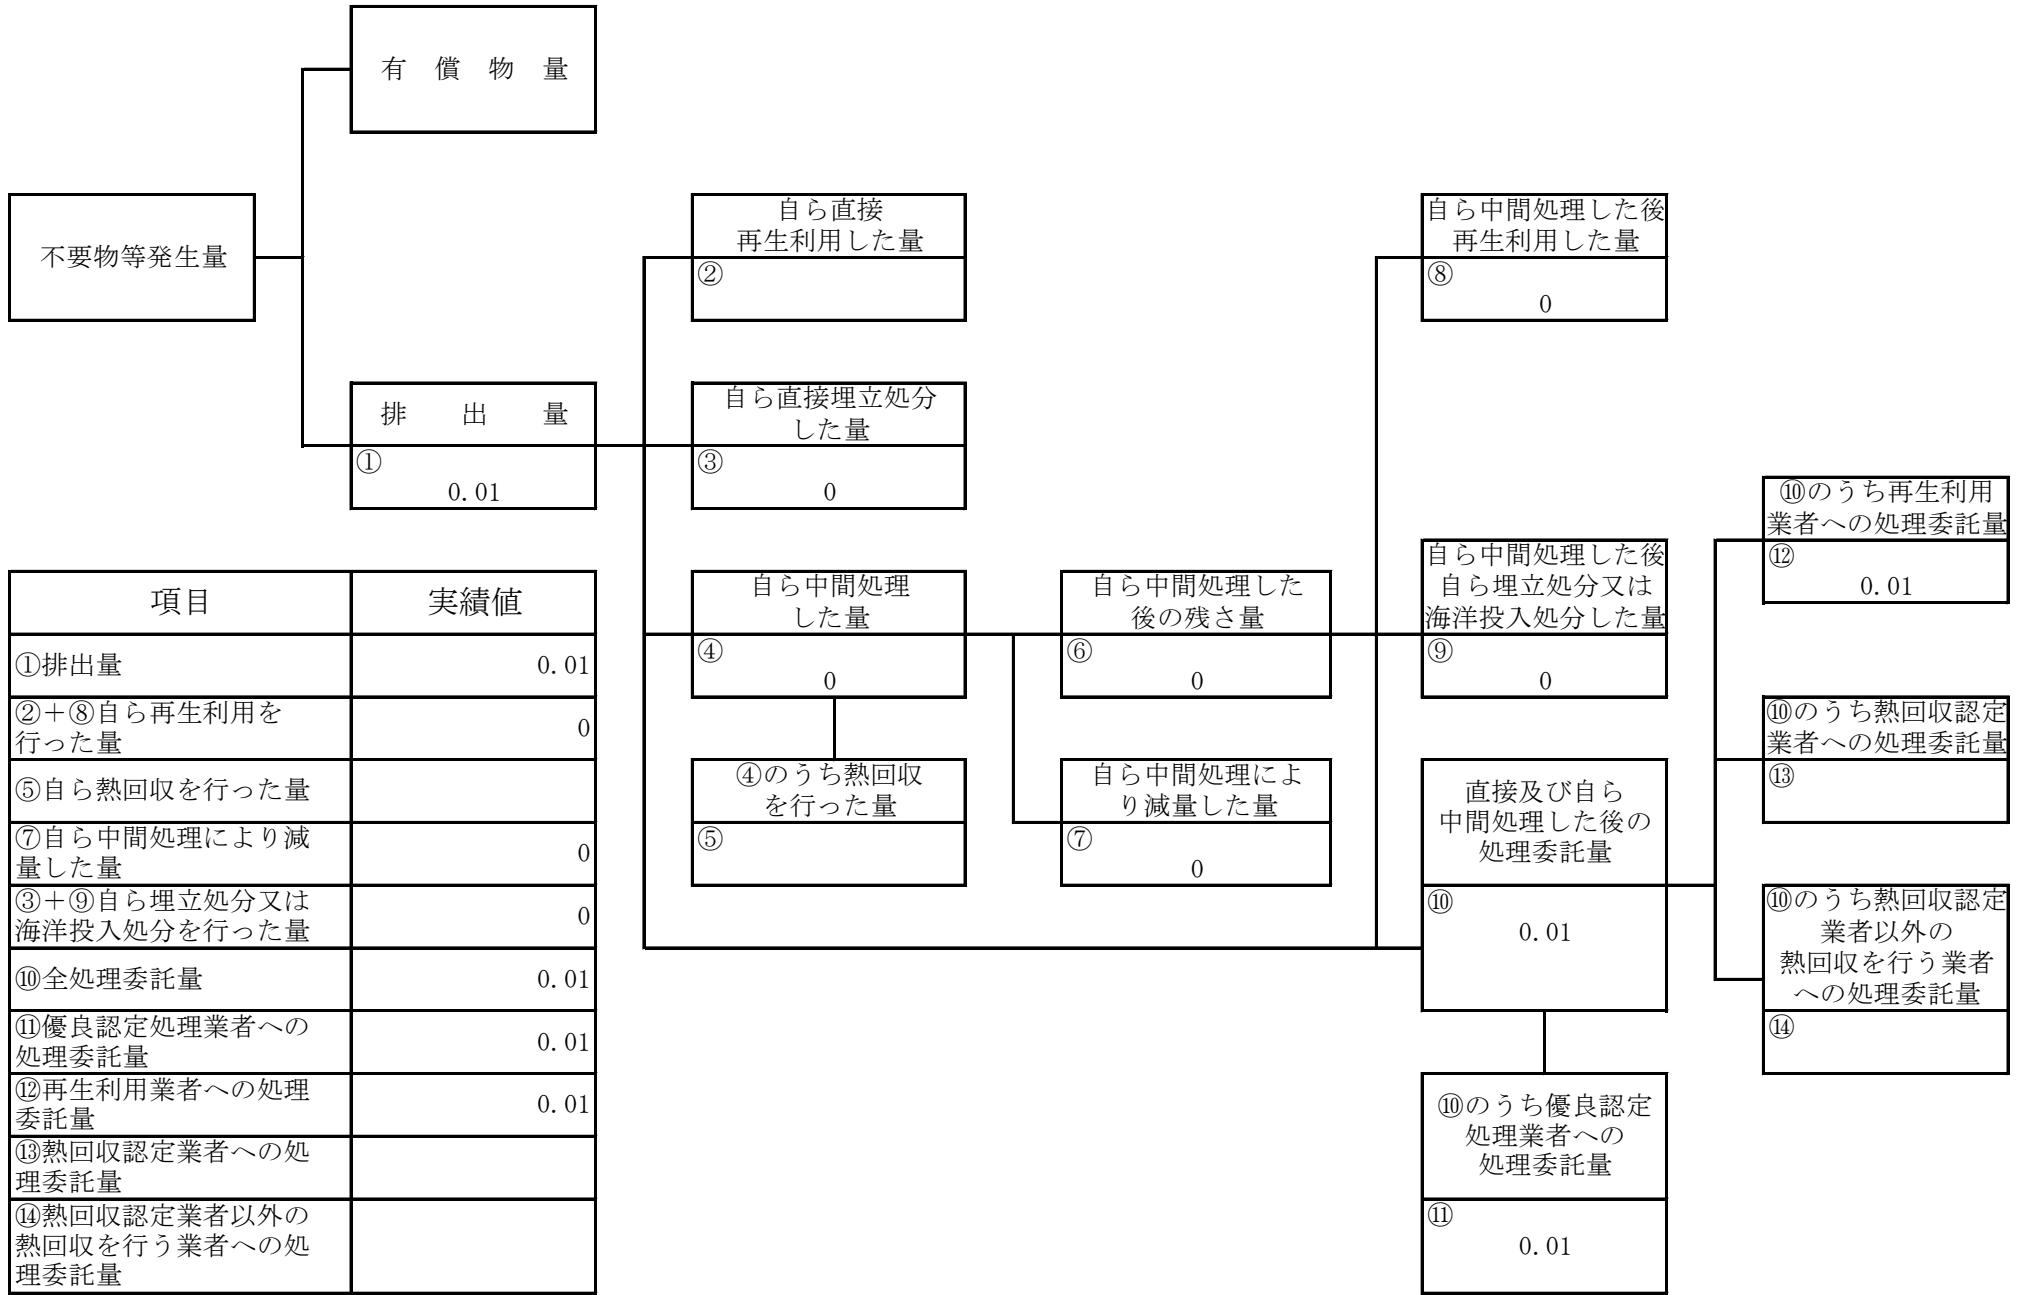 有　償　物　量
不要物等発生量
自ら直接
再生利用した量
②
自ら中間処理した後
再生利用した量
⑧
0
排　出　量
①
0.01
自ら直接埋立処分
した量
③
0
⑩のうち再生利用
業者への処理委託量
⑫
0.01
自ら中間処理
した量
④
0
自ら中間処理した
後の残さ量
⑥
0
自ら中間処理した後
自ら埋立処分又は
海洋投入処分した量
⑨
0
⑩のうち熱回収認定
業者への処理委託量
⑬
④のうち熱回収
を行った量
⑤
自ら中間処理によ
り減量した量
⑦
0
直接及び自ら
中間処理した後の
処理委託量
⑩
0.01
⑩のうち熱回収認定
業者以外の
熱回収を行う業者
への処理委託量
⑭
⑩のうち優良認定
処理業者への
処理委託量
⑪
0.01
項目　実績値
①排出量　0.01
②＋⑧自ら再生利用を
行った量　0
⑤自ら熱回収を行った量
⑦自ら中間処理により減
量した量　0
③＋⑨自ら埋立処分又は
海洋投入処分を行った量　0
⑩全処理委託量　0.01
⑪優良認定処理業者への
処理委託量　0.01
⑫再生利用業者への処理
委託量　0.01
⑬熱回収認定業者への処
理委託量
⑭熱回収認定業者以外の
熱回収を行う業者への処
理委託量